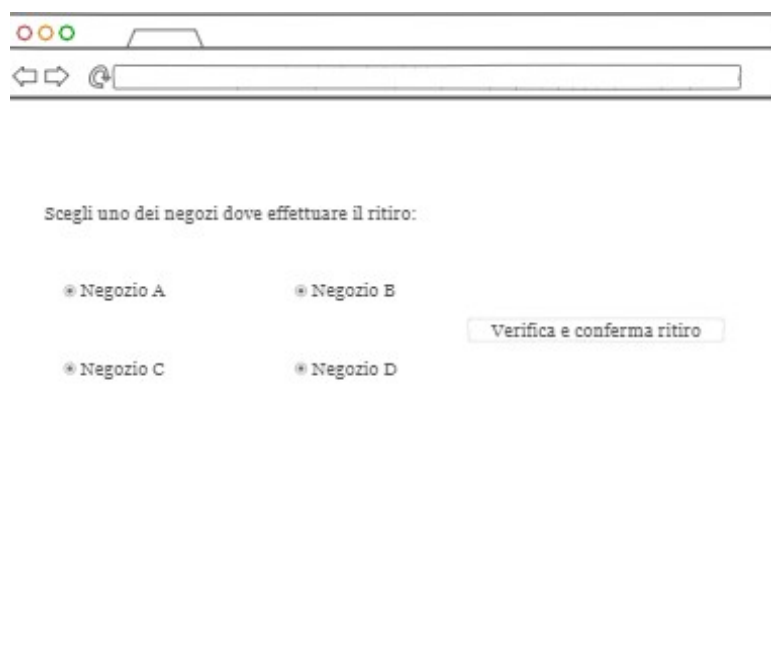 Scegli uno dei negozi dove effettuare il ritiro:
Negozio A
Negozio B
Verifica e conferma ritiro
Negozio C
Negozio D